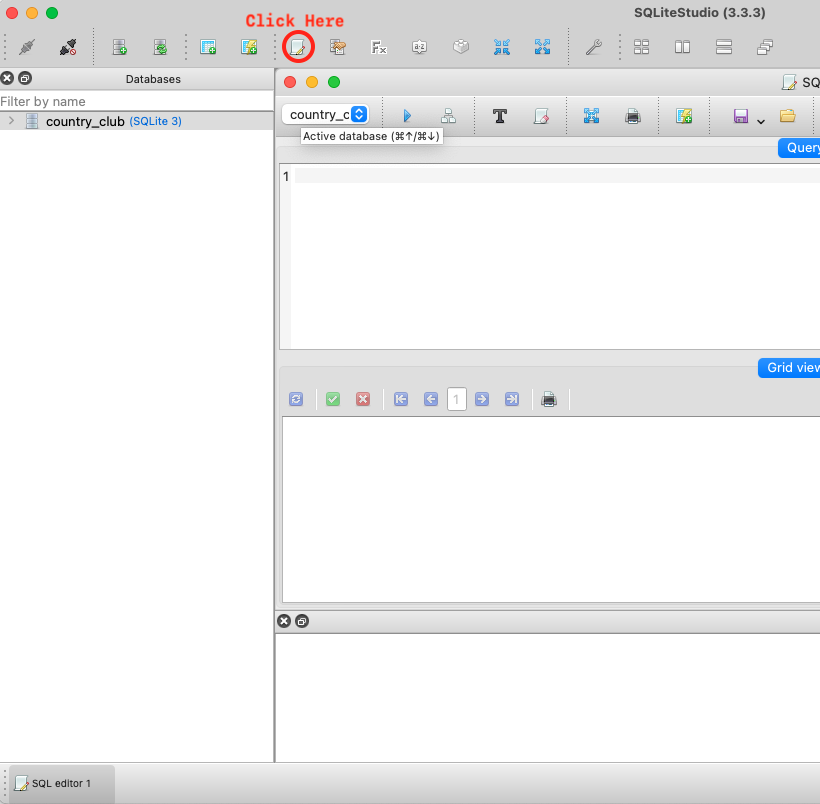 Click Here
SQLiteStudio (3.3.3)
Fx
a-z
Databases
Filter by name
country_club (SQLite 3)
SQ
country_c
T
Active database (⌘↑/⌘↓)
Query
1
Grid view
1
SQL editor 1